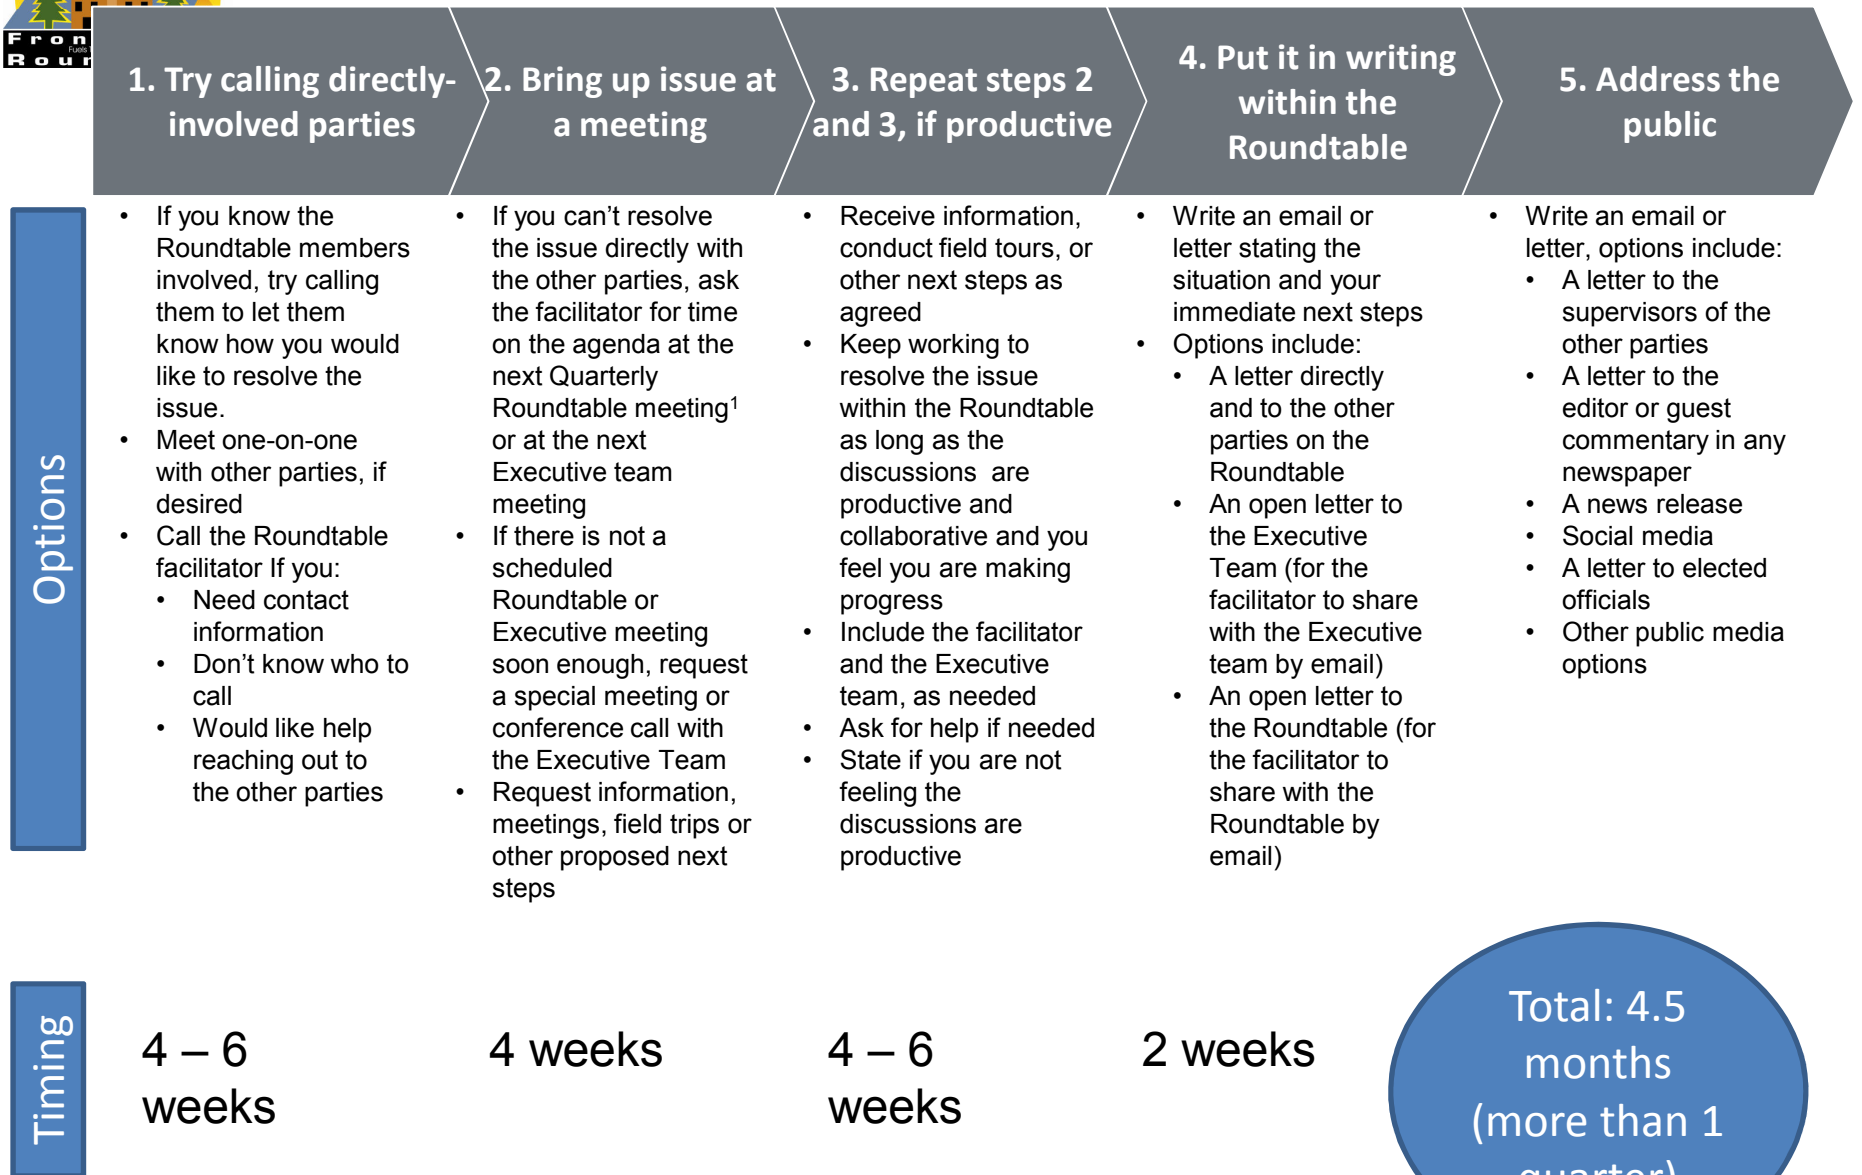 Fron
Fuels
Rour
1. Try calling directly-
involved parties
2. Bring up issue at
a meeting
3. Repeat steps 2
and 3, if productive
4. Put it in writing
within the
Roundtable
5. Address the
public
Options
• If you know the
Roundtable members
involved, try calling
them to let them
know how you would
like to resolve the
issue.
• Meet one-on-one
with other parties, if
desired
• Call the Roundtable
facilitator If you:
• Need contact
information
• Don’t know who to
call
• Would like help
reaching out to
the other parties
• If you can’t resolve
the issue directly with
the other parties, ask
the facilitator for time
on the agenda at the
next Quarterly
Roundtable meeting¹
or at the next
Executive team
meeting
• If there is not a
scheduled
Roundtable or
Executive meeting
soon enough, request
a special meeting or
conference call with
the Executive Team
• Request information,
meetings, field trips or
other proposed next
steps
• Receive information,
conduct field tours, or
other next steps as
agreed
• Keep working to
resolve the issue
within the Roundtable
as long as the
discussions are
productive and
collaborative and you
feel you are making
progress
• Include the facilitator
and the Executive
team, as needed
• Ask for help if needed
• State if you are not
feeling the
discussions are
productive
• Write an email or
letter stating the
situation and your
immediate next steps
• Options include:
• A letter directly
and to the other
parties on the
Roundtable
• An open letter to
the Executive
Team (for the
facilitator to share
with the Executive
team by email)
• An open letter to
the Roundtable (for
the facilitator to
share with the
Roundtable by
email)
• Write an email or
letter, options include:
• A letter to the
supervisors of the
other parties
• A letter to the
editor or guest
commentary in any
newspaper
• A news release
• Social media
• A letter to elected
officials
• Other public media
options
Timing
4 – 6
weeks
4 weeks
4 – 6
weeks
2 weeks
Total: 4.5
months
(more than 1
quarter)